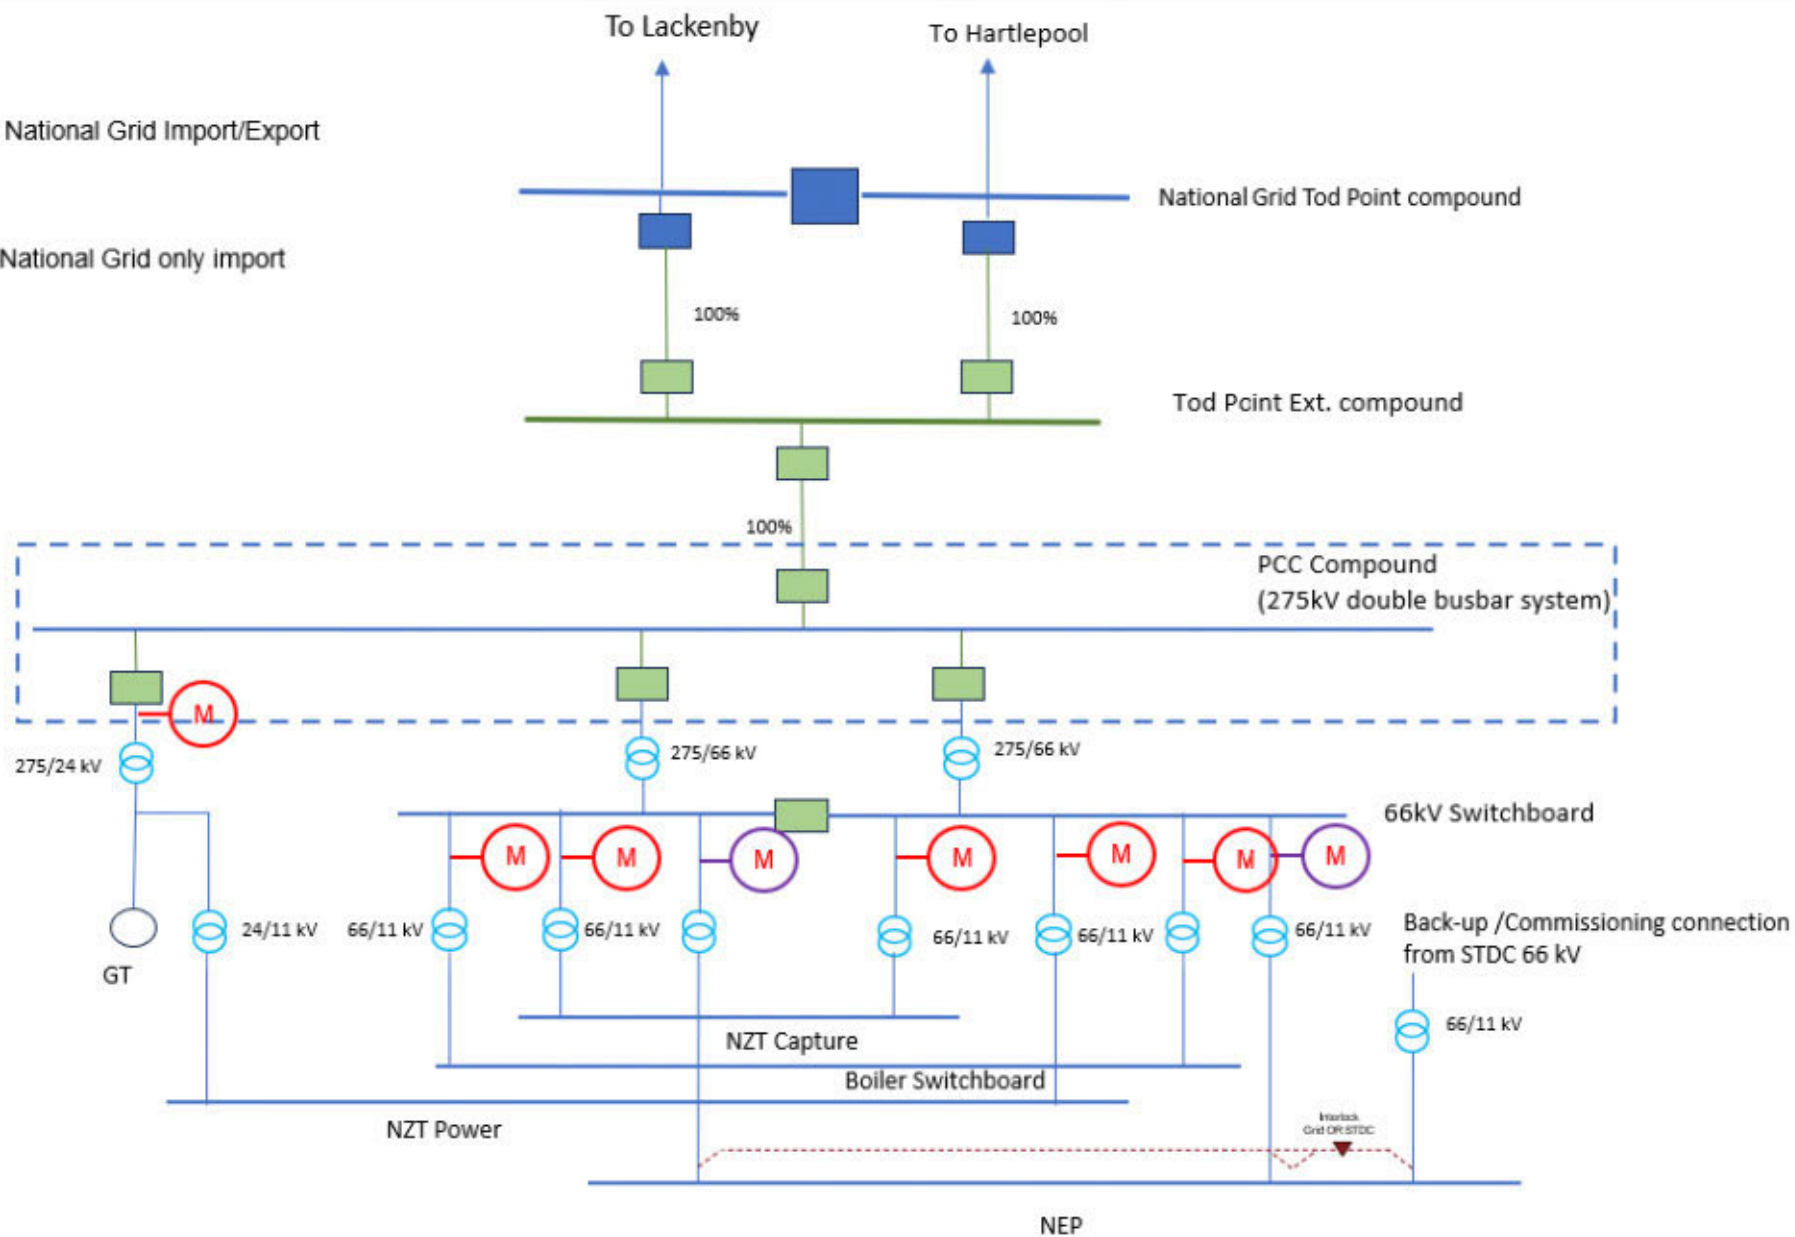 To Lackenby
To Hartlepool
National Grid Import/Export
National Grid Tod Point compound
National Grid only import
100%
100%
Tod Point Ext. compound
100%
PCC Compound
(275kV double busbar system)
M
275/24 kV
275/66 kV
275/66 kV
66kV Switchboard
M
M
M
M
M
M
M
24/11 kV
66/11 kV
66/11 kV
66/11 kV
66/11 kV
66/11 kV
Back-up /Commissioning connection
from STDC 66 kV
GT
66/11 kV
NZT Capture
Boiler Switchboard
NZT Power
Interlock
Grid OR STDC
NEP